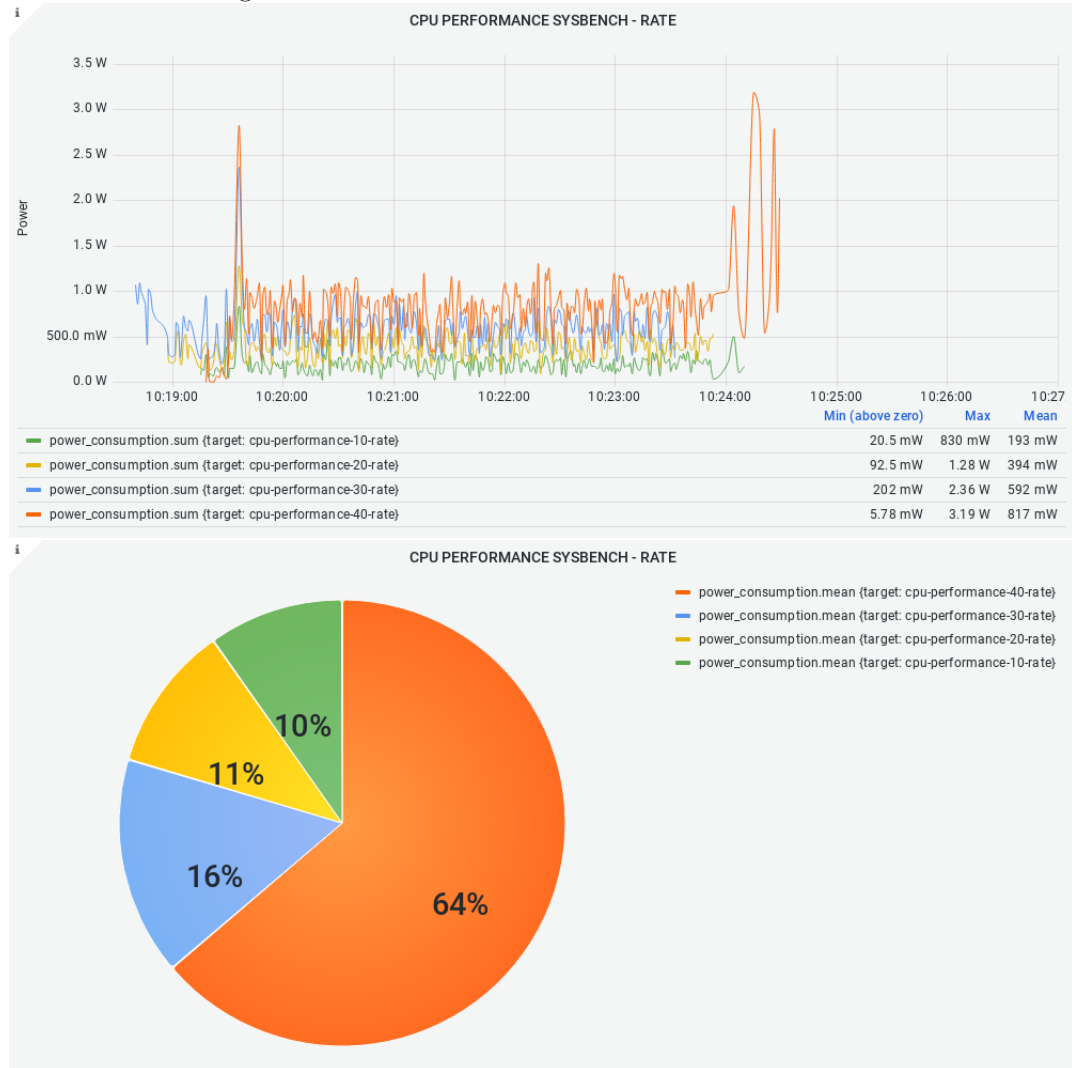 i
CPU PERFORMANCE SYSBENCH - RATE
3.5 W
3.0 W
2.5 W
2.0 W
1.5 W
1.0 W
500.0 mW
0.0 W
Power
10:19:00 10:20:00 10:21:00 10:22:00 10:23:00 10:24:00 10:25:00 10:26:00 10:27
Min (above zero) Max Mean
power_consumption.sum {target: cpu-performance-10-rate} 20.5 mW 830 mW 193 mW
power_consumption.sum {target: cpu-performance-20-rate} 92.5 mW 1.28 W 394 mW
power_consumption.sum {target: cpu-performance-30-rate} 202 mW 2.36 W 592 mW
power_consumption.sum {target: cpu-performance-40-rate} 5.78 mW 3.19 W 817 mW
i
CPU PERFORMANCE SYSBENCH - RATE
power_consumption.mean {target: cpu-performance-40-rate}
power_consumption.mean {target: cpu-performance-30-rate}
power_consumption.mean {target: cpu-performance-20-rate}
power_consumption.mean {target: cpu-performance-10-rate}
10%
11%
16%
64%